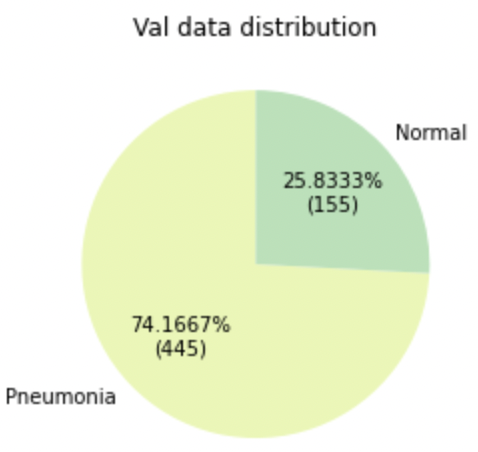 Val data distribution
Normal
25.8333%
(155)
74.1667%
(445)
Pneumonia